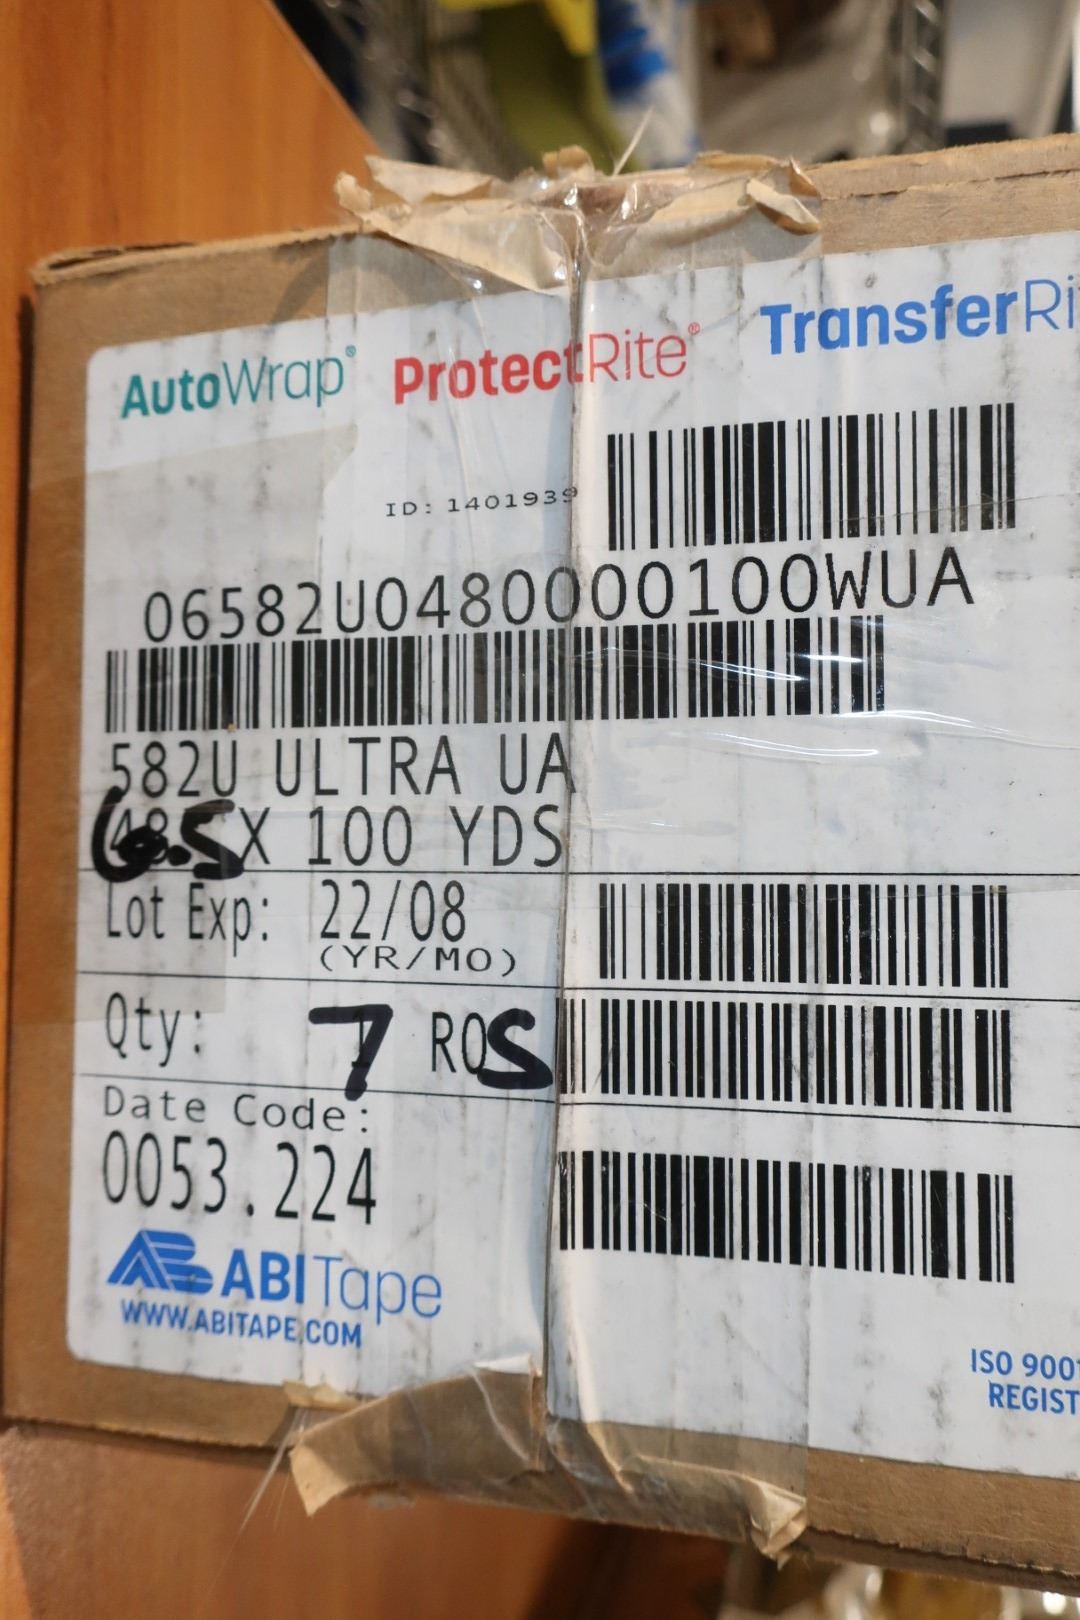 AutoWrap® ProtectRite® TransferRi
ID: 1401939
06582U0480000100WUA
582U ULTRA UA
6.5 X 100 YDS
Lot Exp: 22/08
(YR/MO)
Qty: 7 ROS
Date Code:
0053.224
ABITape
WWW.ABITAPE.COM
ISO 9001
REGIST